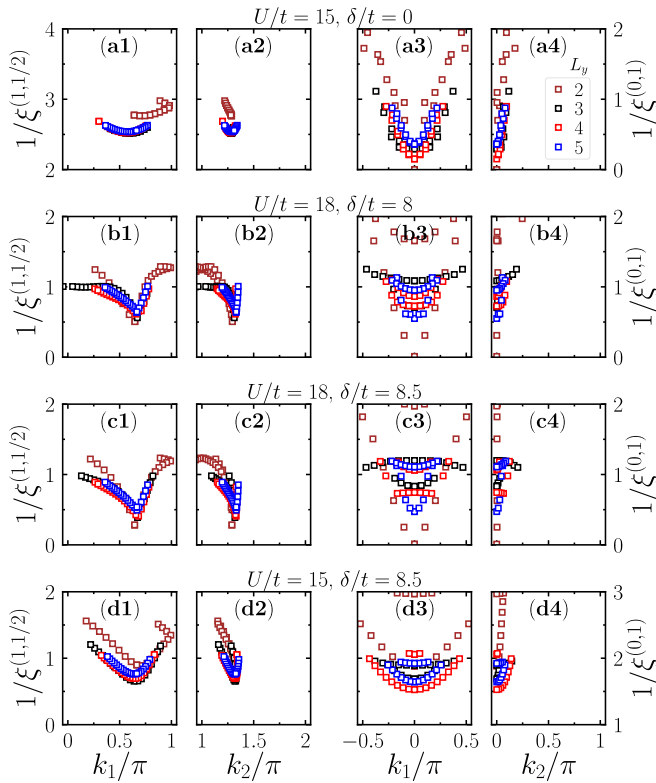 U/t = 15, δ/t = 0
(a1) (a2) (a3) (a4)
4 3 2
1/ξ^(1,1/2)
2 1 0
1/ξ^(0,1)
L_y
2
3
4
5
U/t = 18, δ/t = 8
(b1) (b2) (b3) (b4)
2 1 0
1/ξ^(1,1/2)
2 1 0
1/ξ^(0,1)
U/t = 18, δ/t = 8.5
(c1) (c2) (c3) (c4)
2 1 0
1/ξ^(1,1/2)
2 1 0
1/ξ^(0,1)
U/t = 15, δ/t = 8.5
(d1) (d2) (d3) (d4)
2 1 0
1/ξ^(1,1/2)
3 2 1
1/ξ^(0,1)
0 0.5 1 1 1.5 2 −0.5 0 0.5 0 0.5 1
k₁/π k₂/π k₁/π k₂/π